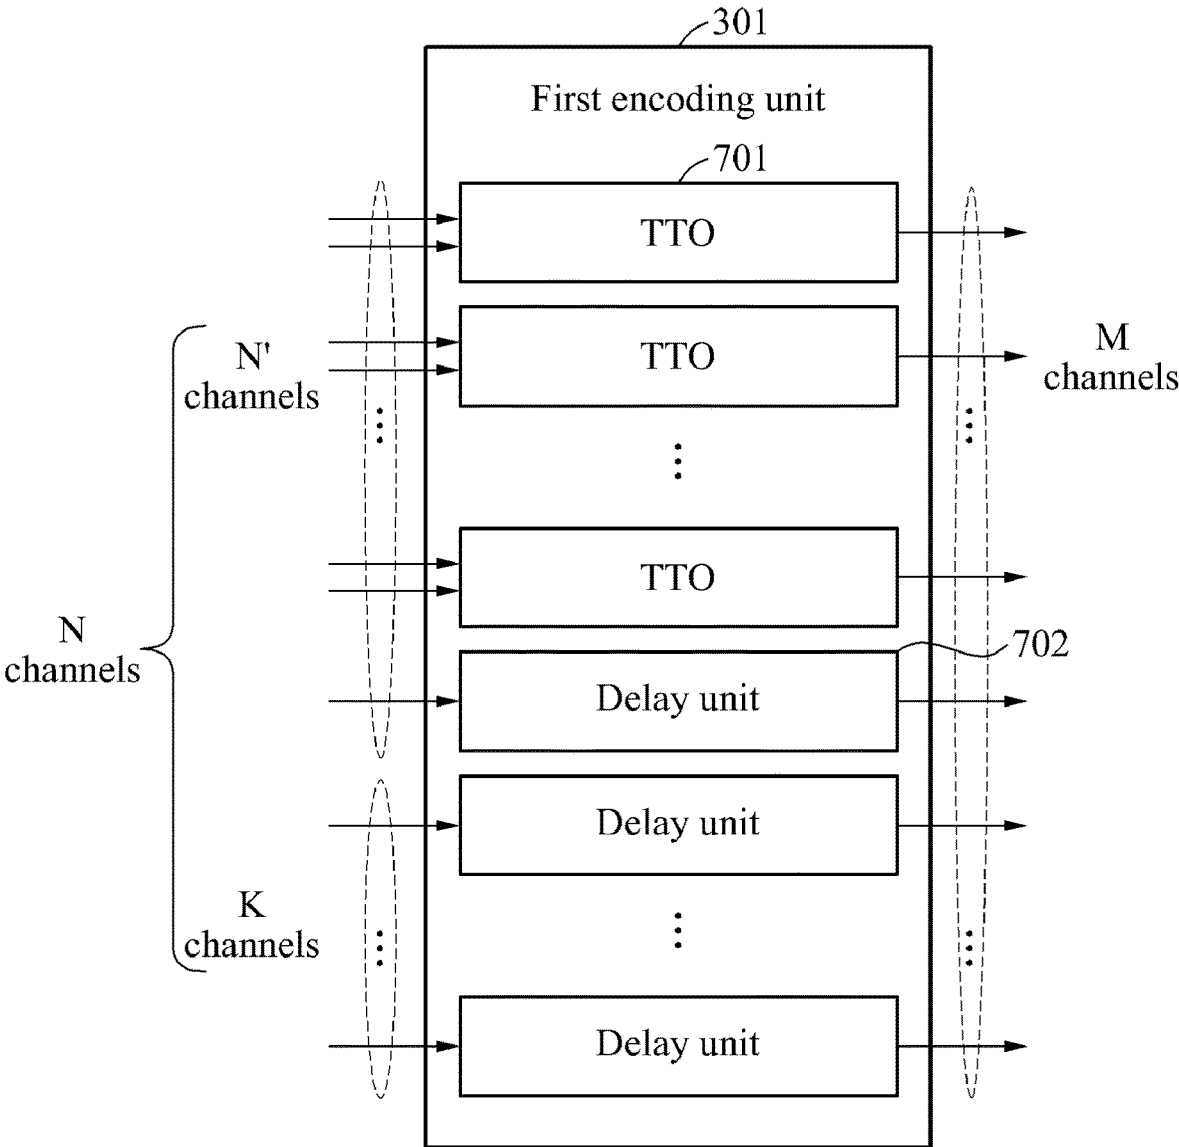 301
First encoding unit
701
TTO
TTO
N'
channels
M
channels
TTO
N
channels
702
Delay unit
Delay unit
K
channels
Delay unit